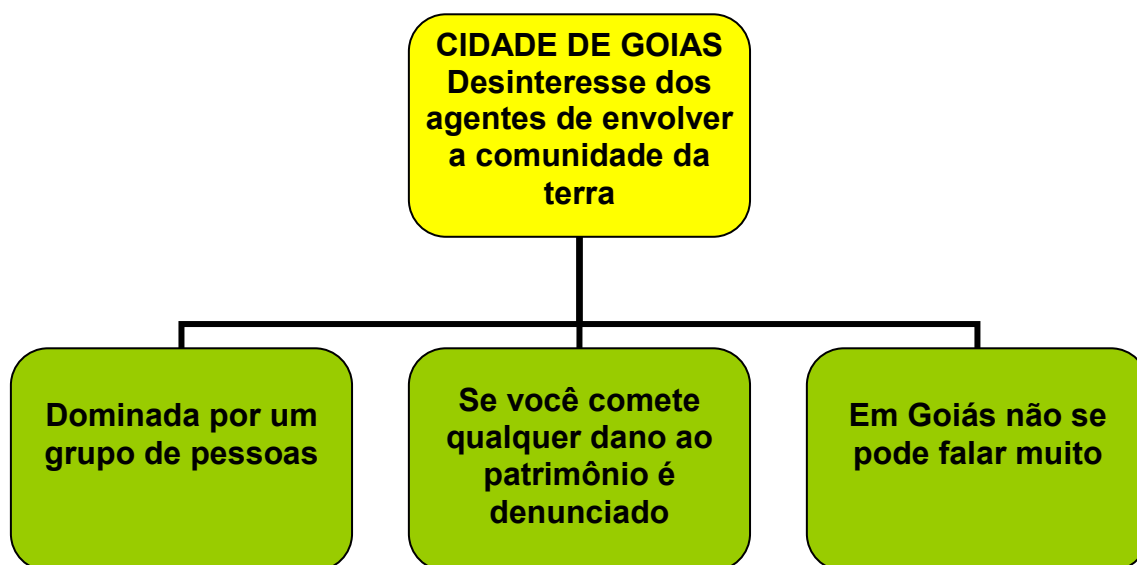 CIDADE DE GOIAS
Desinteresse dos
agentes de envolver
a comunidade da
terra
Dominada por um
grupo de pessoas
Se você comete
qualquer dano ao
patrimônio é
denunciado
Em Goiás não se
pode falar muito